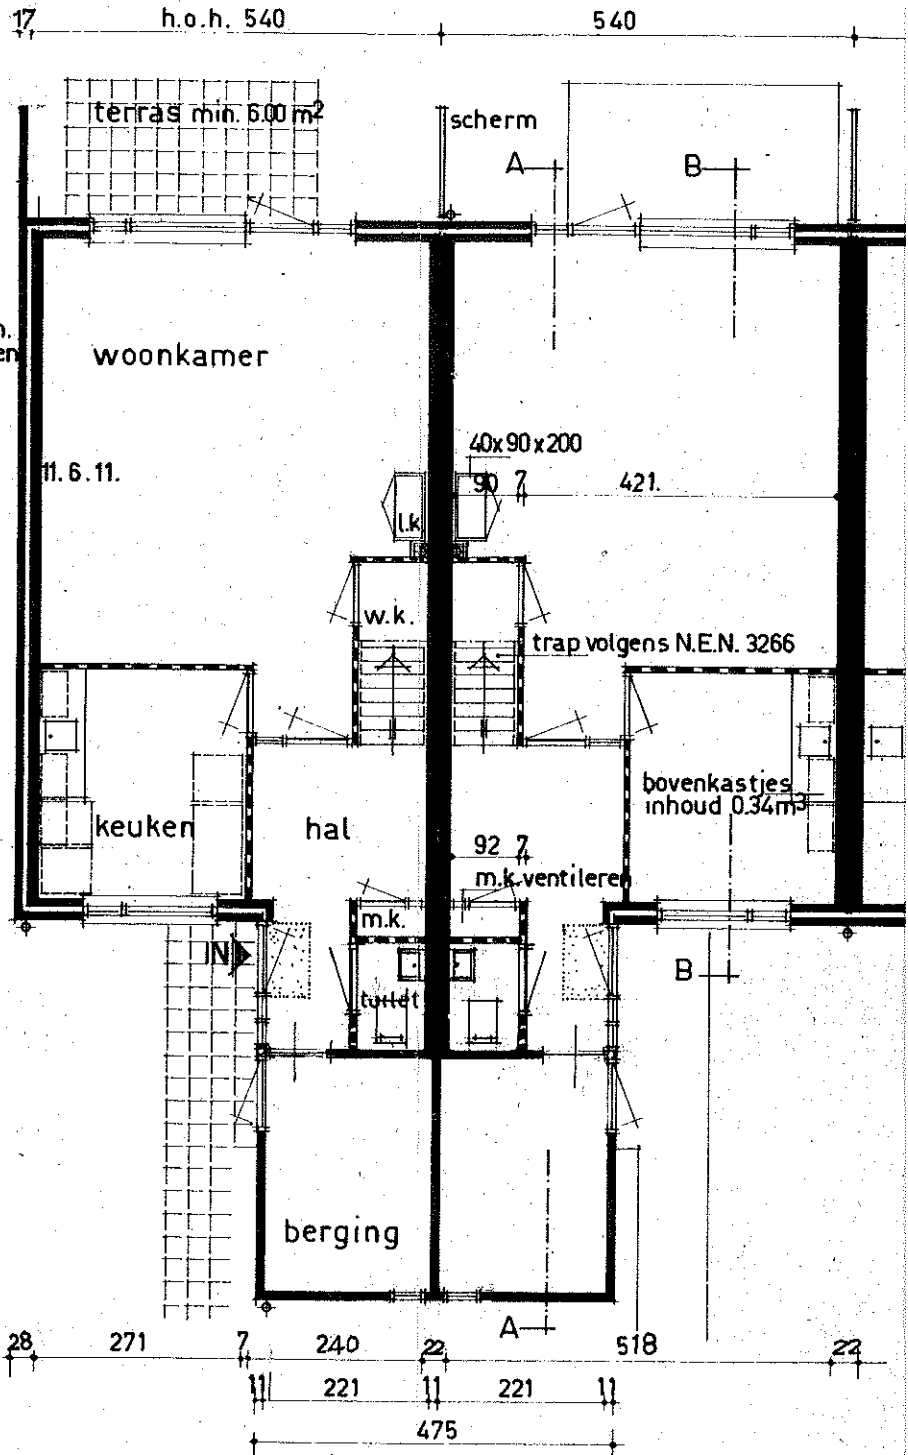 17 h.o.h. 540 540
terras min. 6.00 m²
scherm
A B
woonkamer
11.6.11.
40x90x200
90 7 421.
l.k
w.k.
trap volgens N.E.N. 3266
bovenkastjes
inhoud 0.34m³
keuken hal
92 7
m.k. ventileren
m.k.
IN
B
toilet
berging
A
28 271 7 240 22 518 22
11 221 11 221 11
475